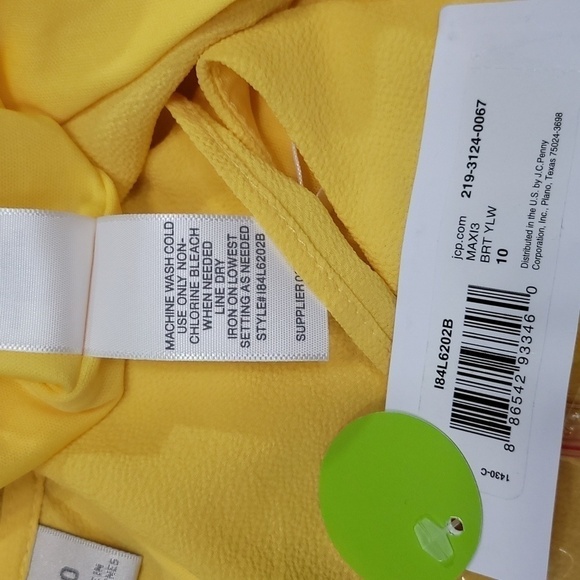 MACHINE WASH COLD
USE ONLY NON-
CHLORINE BLEACH
WHEN NEEDED
LINE DRY
IRON ON LOWEST
SETTING AS NEEDED
STYLE# I84L6202B
SUPPLIER
jcp.com 219-3124-0067
MAXI3
BRT YLW
10
Distributed in the U.S. by J.C.Penny
Corporation, Inc., Plano, Texas 75024-3698
I84L6202B
8 86542 93346 0
1430-C